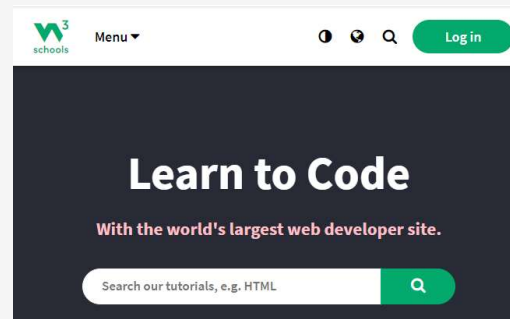 W3
schools
Menu
Log in
Learn to Code
With the world's largest web developer site.
Search our tutorials, e.g. HTML